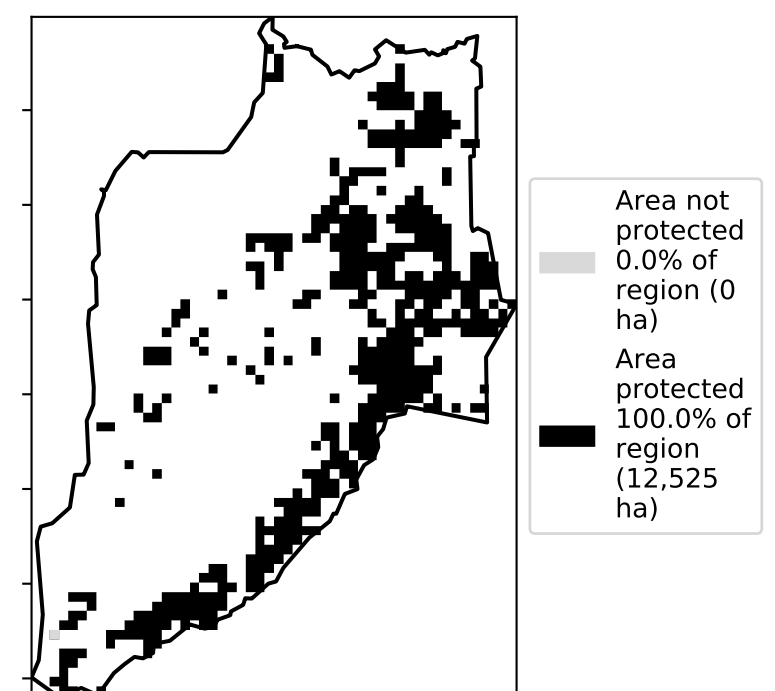 Area not
protected
0.0% of
region (0
ha)
Area
protected
100.0% of
region
(12,525
ha)